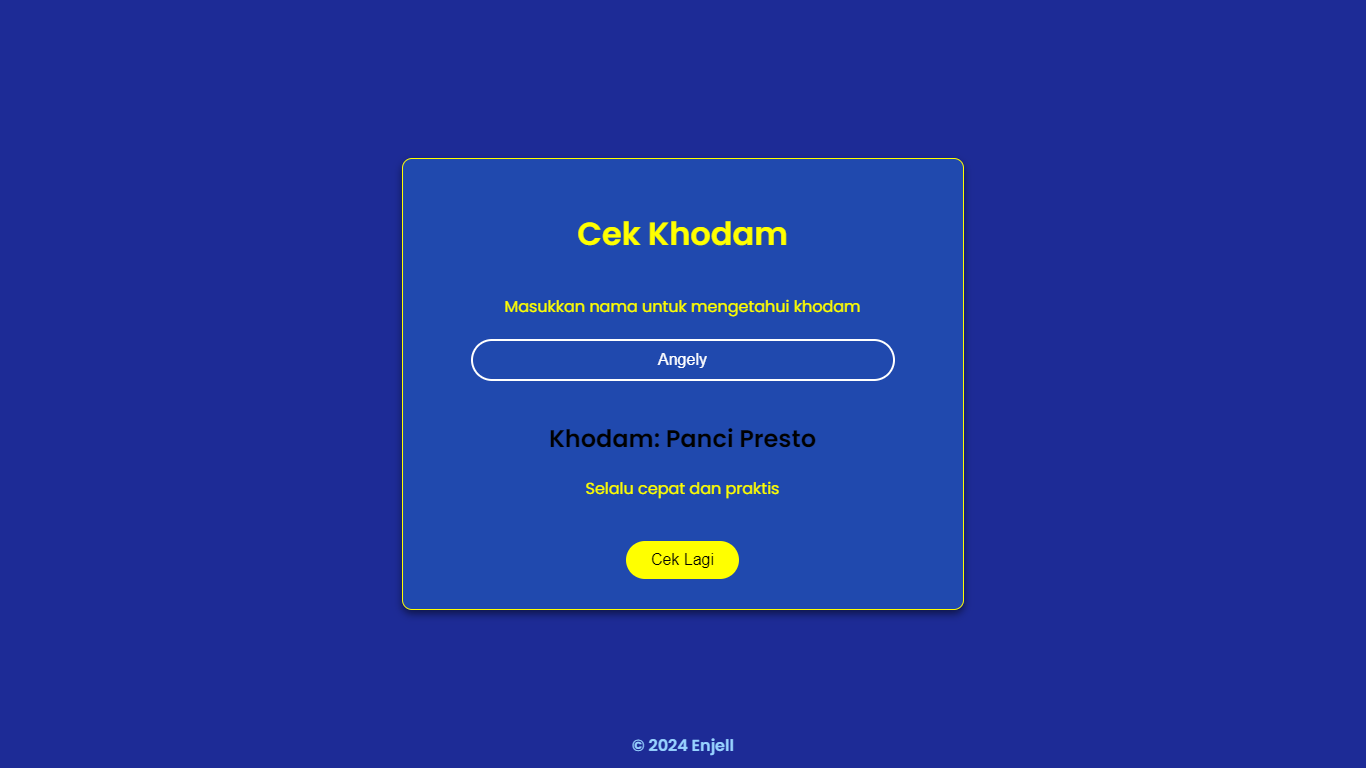 Cek Khodam
Masukkan nama untuk mengetahui khodam
Angely
Khodam: Panci Presto
Selalu cepat dan praktis
Cek Lagi
© 2024 Enjell